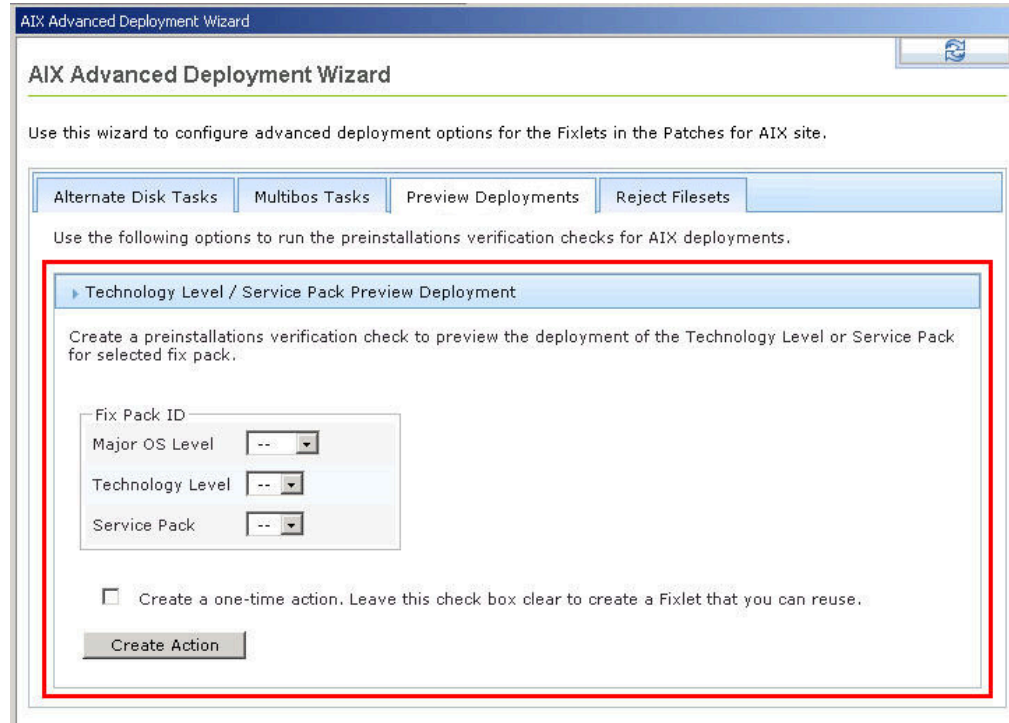 AIX Advanced Deployment Wizard
AIX Advanced Deployment Wizard
Use this wizard to configure advanced deployment options for the Fixlets in the Patches for AIX site.
Alternate Disk Tasks Multibos Tasks Preview Deployments Reject Filesets
Use the following options to run the preinstallations verification checks for AIX deployments.
Technology Level / Service Pack Preview Deployment
Create a preinstallations verification check to preview the deployment of the Technology Level or Service Pack
for selected fix pack.
Fix Pack ID
Major OS Level --
Technology Level --
Service Pack --
Create a one-time action. Leave this check box clear to create a Fixlet that you can reuse.
Create Action